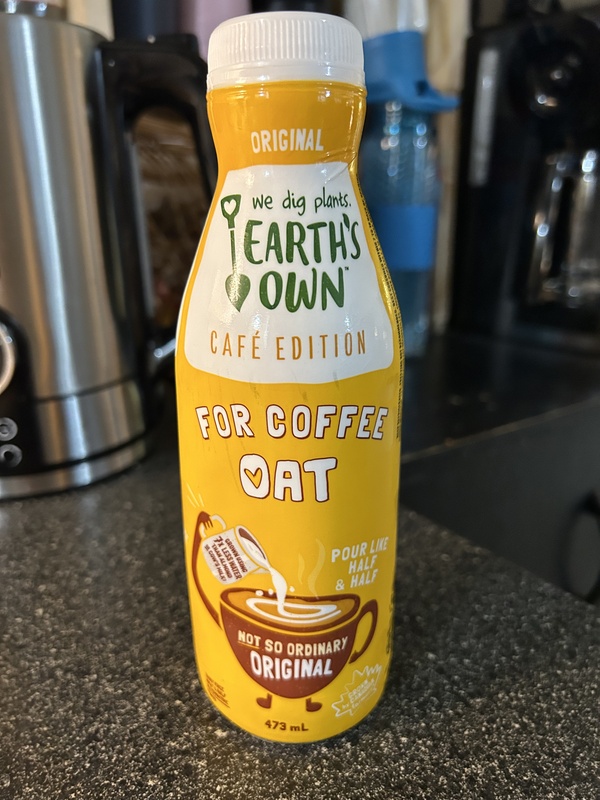 ORIGINAL
we dig plants.
EARTH'S
OWN™
CAFÉ EDITION
FOR COFFEE
OAT
POUR LIKE
HALF
& HALF
NOT SO ORDINARY
ORIGINAL
473 mL